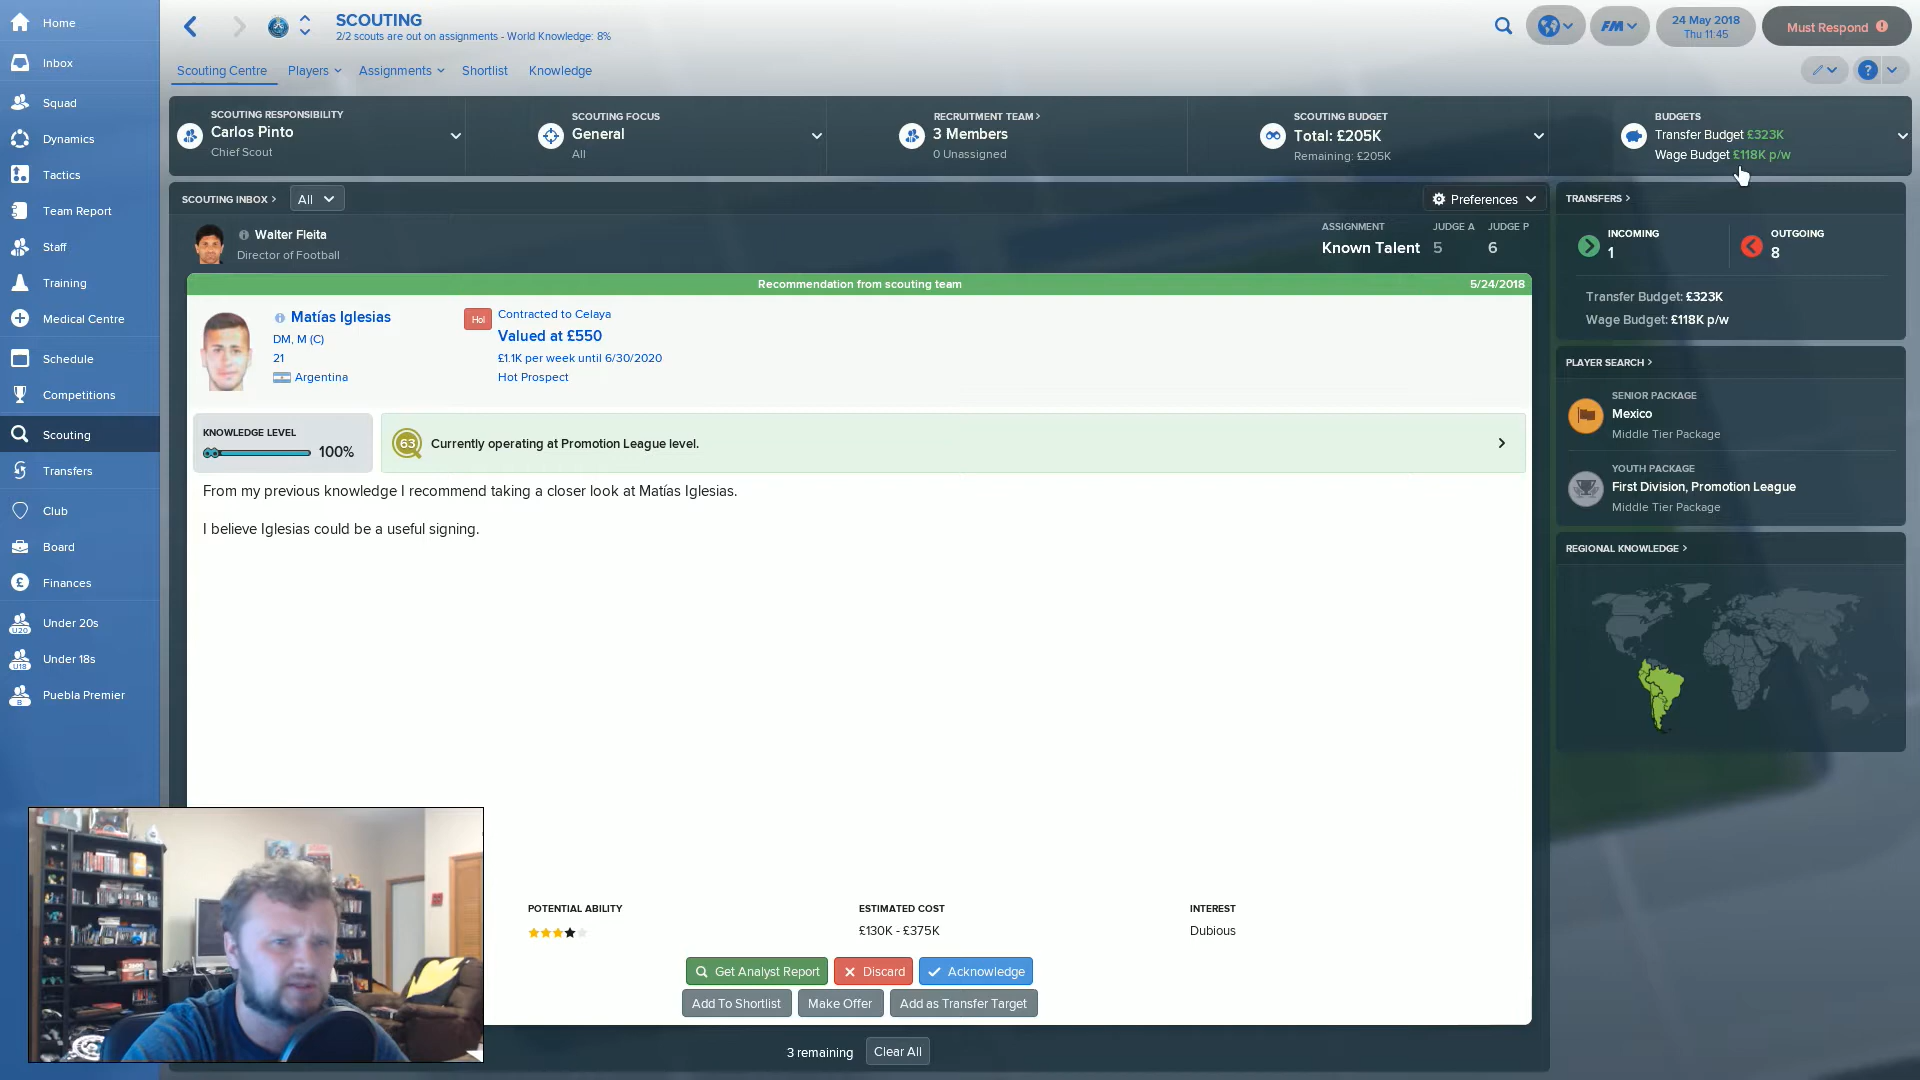 Home
Inbox
Squad
Dynamics
Tactics
Team Report
Staff
Training
Medical Centre
Schedule
Competitions
Scouting
Transfers
Club
Board
Finances
U20
Under 20s
U18
Under 18s
B
Puebla Premier
SCOUTING
2/2 scouts are out on assignments - World Knowledge: 8%
FM
24 May 2018
Thu 11:45
Must Respond
Scouting Centre
Players
Assignments
Shortlist
Knowledge
?
SCOUTING RESPONSIBILITY
Carlos Pinto
Chief Scout
SCOUTING FOCUS
General
All
RECRUITMENT TEAM >
3 Members
0 Unassigned
SCOUTING BUDGET
Total: £205K
Remaining: £205K
BUDGETS
Transfer Budget £323K
Wage Budget £118K p/w
SCOUTING INBOX >
All
Preferences
Walter Fleita
Director of Football
ASSIGNMENT
Known Talent
JUDGE A
5
JUDGE P
6
Recommendation from scouting team
5/24/2018
Matías Iglesias
DM, M (C)
21
Argentina
Hol
Contracted to Celaya
Valued at £550
£1.1K per week until 6/30/2020
Hot Prospect
KNOWLEDGE LEVEL
100%
63
Currently operating at Promotion League level.
From my previous knowledge I recommend taking a closer look at Matías Iglesias.
I believe Iglesias could be a useful signing.
POTENTIAL ABILITY
ESTIMATED COST
£130K - £375K
INTEREST
Dubious
Get Analyst Report
Discard
Acknowledge
Add To Shortlist
Make Offer
Add as Transfer Target
3 remaining
Clear All
TRANSFERS >
INCOMING
1
OUTGOING
8
Transfer Budget: £323K
Wage Budget: £118K p/w
PLAYER SEARCH >
SENIOR PACKAGE
Mexico
Middle Tier Package
YOUTH PACKAGE
First Division, Promotion League
Middle Tier Package
REGIONAL KNOWLEDGE >